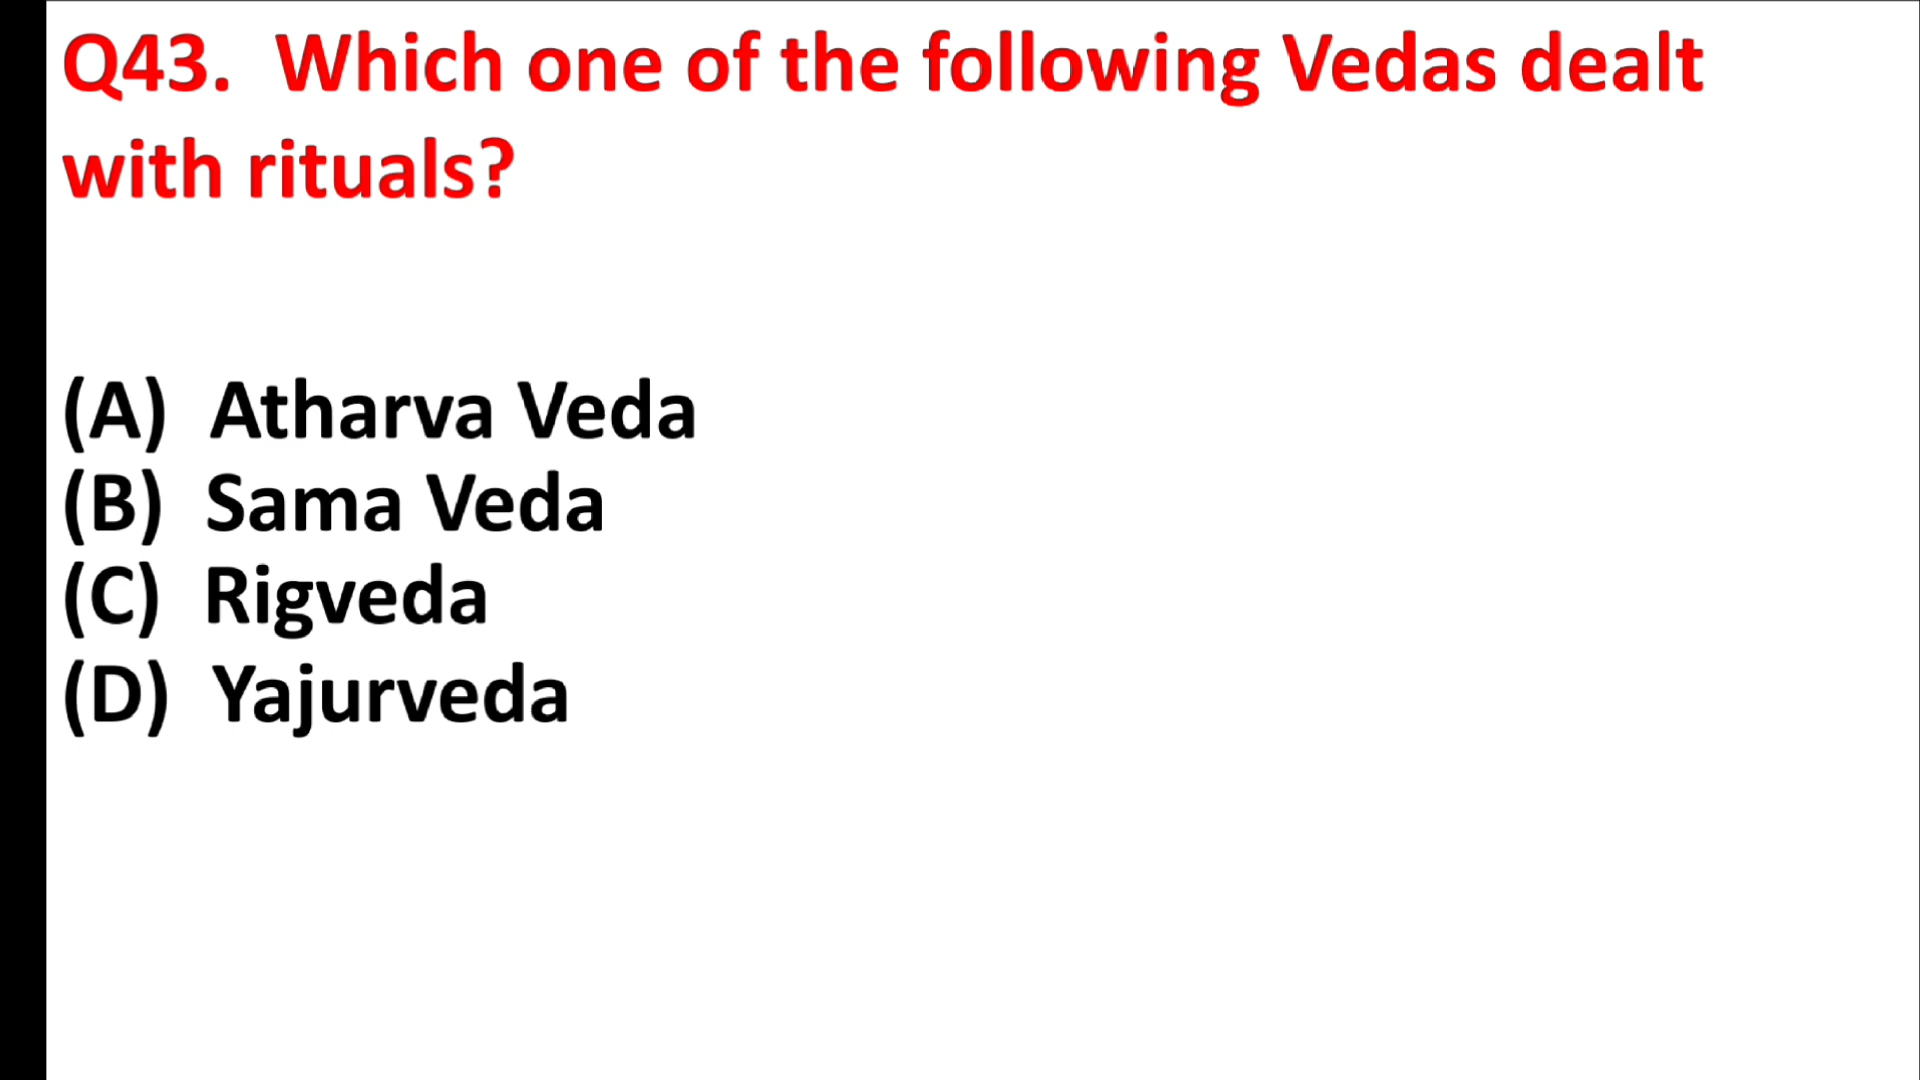 Q43. Which one of the following Vedas dealt
with rituals?
(A) Atharva Veda
(B) Sama Veda
(C) Rigveda
(D) Yajurveda